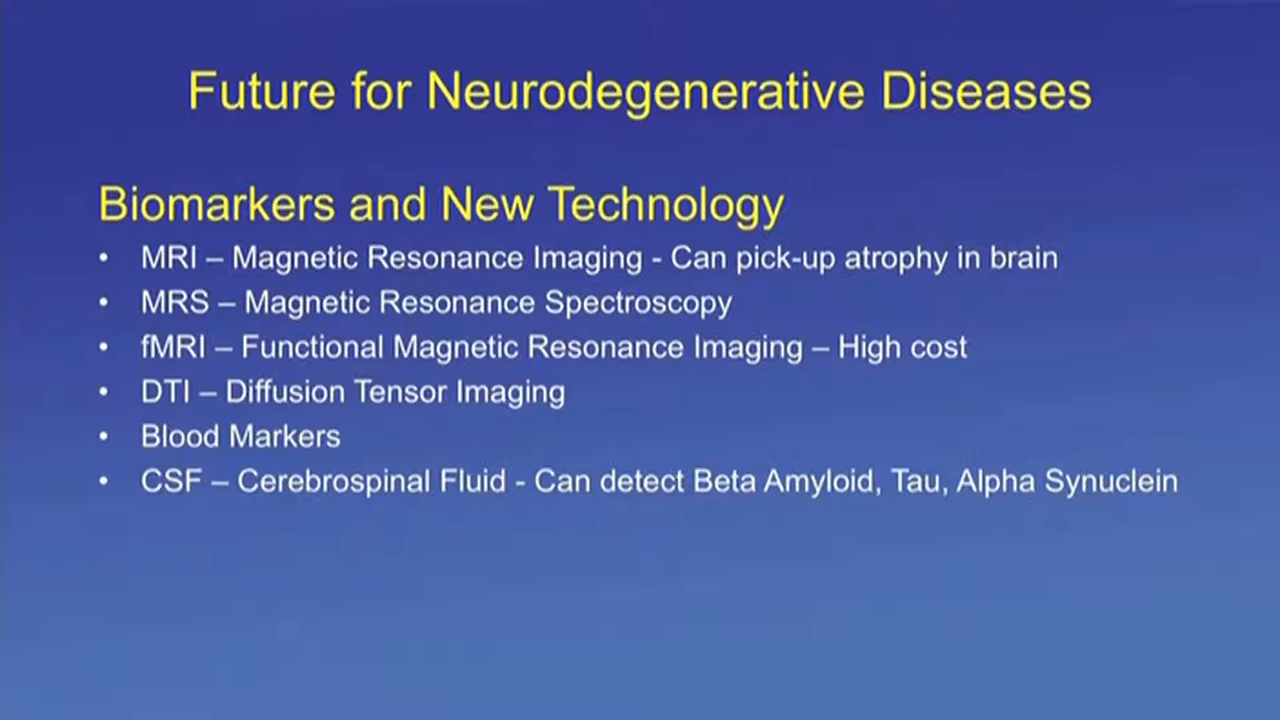 Future for Neurodegenerative Diseases
Biomarkers and New Technology
• MRI – Magnetic Resonance Imaging - Can pick-up atrophy in brain
• MRS – Magnetic Resonance Spectroscopy
• fMRI – Functional Magnetic Resonance Imaging – High cost
• DTI – Diffusion Tensor Imaging
• Blood Markers
• CSF – Cerebrospinal Fluid - Can detect Beta Amyloid, Tau, Alpha Synuclein